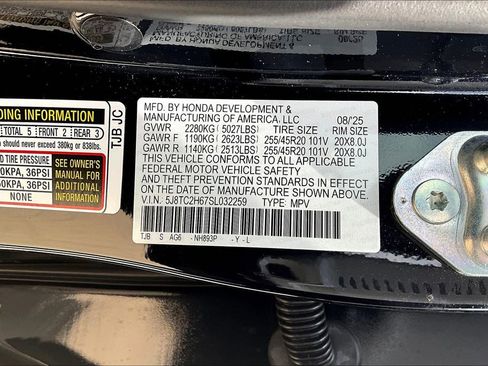 MFD. BY HONDA DEVELOPMENT &
MANUFACTURING OF AMERICA, LLC 08/25
GVWR 2280KG (5027LBS) TIRE SIZE RIM SIZE
GAWR F 1190KG (2623LBS) 255/45R20 101V 20X8.0J
GAWR R 1140KG (2513LBS) 255/45R20 101V 20X8.0J
THIS VEHICLE CONFORMS TO ALL APPLICABLE
FEDERAL MOTOR VEHICLE SAFETY
AND THEFT PREVENTION STANDARDS IN EFFECT
ON THE DATE OF MANUFACTURE SHOWN ABOVE.
V.I.N. 5J8TC2H67SL032259 TYPE: MPV
TJB S AG6 -NH893P -Y-L
DING INFORMATION
TOTAL 5 FRONT 2 REAR 3
never exceed 380kg or 838lbs.
TIRE PRESSURE
0KPA, 36PSI
60KPA, 36PSI
NONE
SEE OWNER'S
MANUAL FOR
ADDITIONAL
INFORMATION
TJB JC